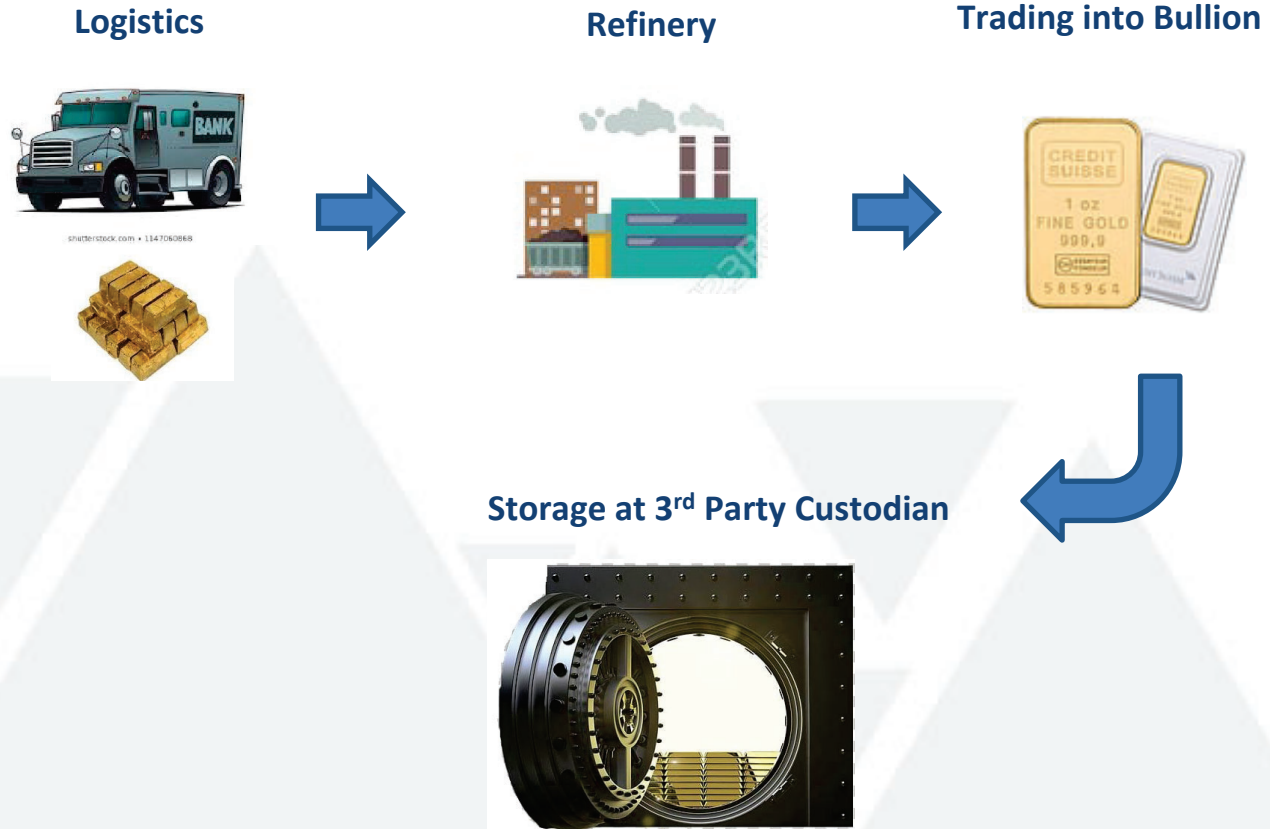 Logistics
Refinery
Trading into Bullion
BANK
shutterstock.com • 1147060868
CREDIT
SUISSE
1 oz
FINE GOLD
999,9
585964
Storage at 3rd Party Custodian